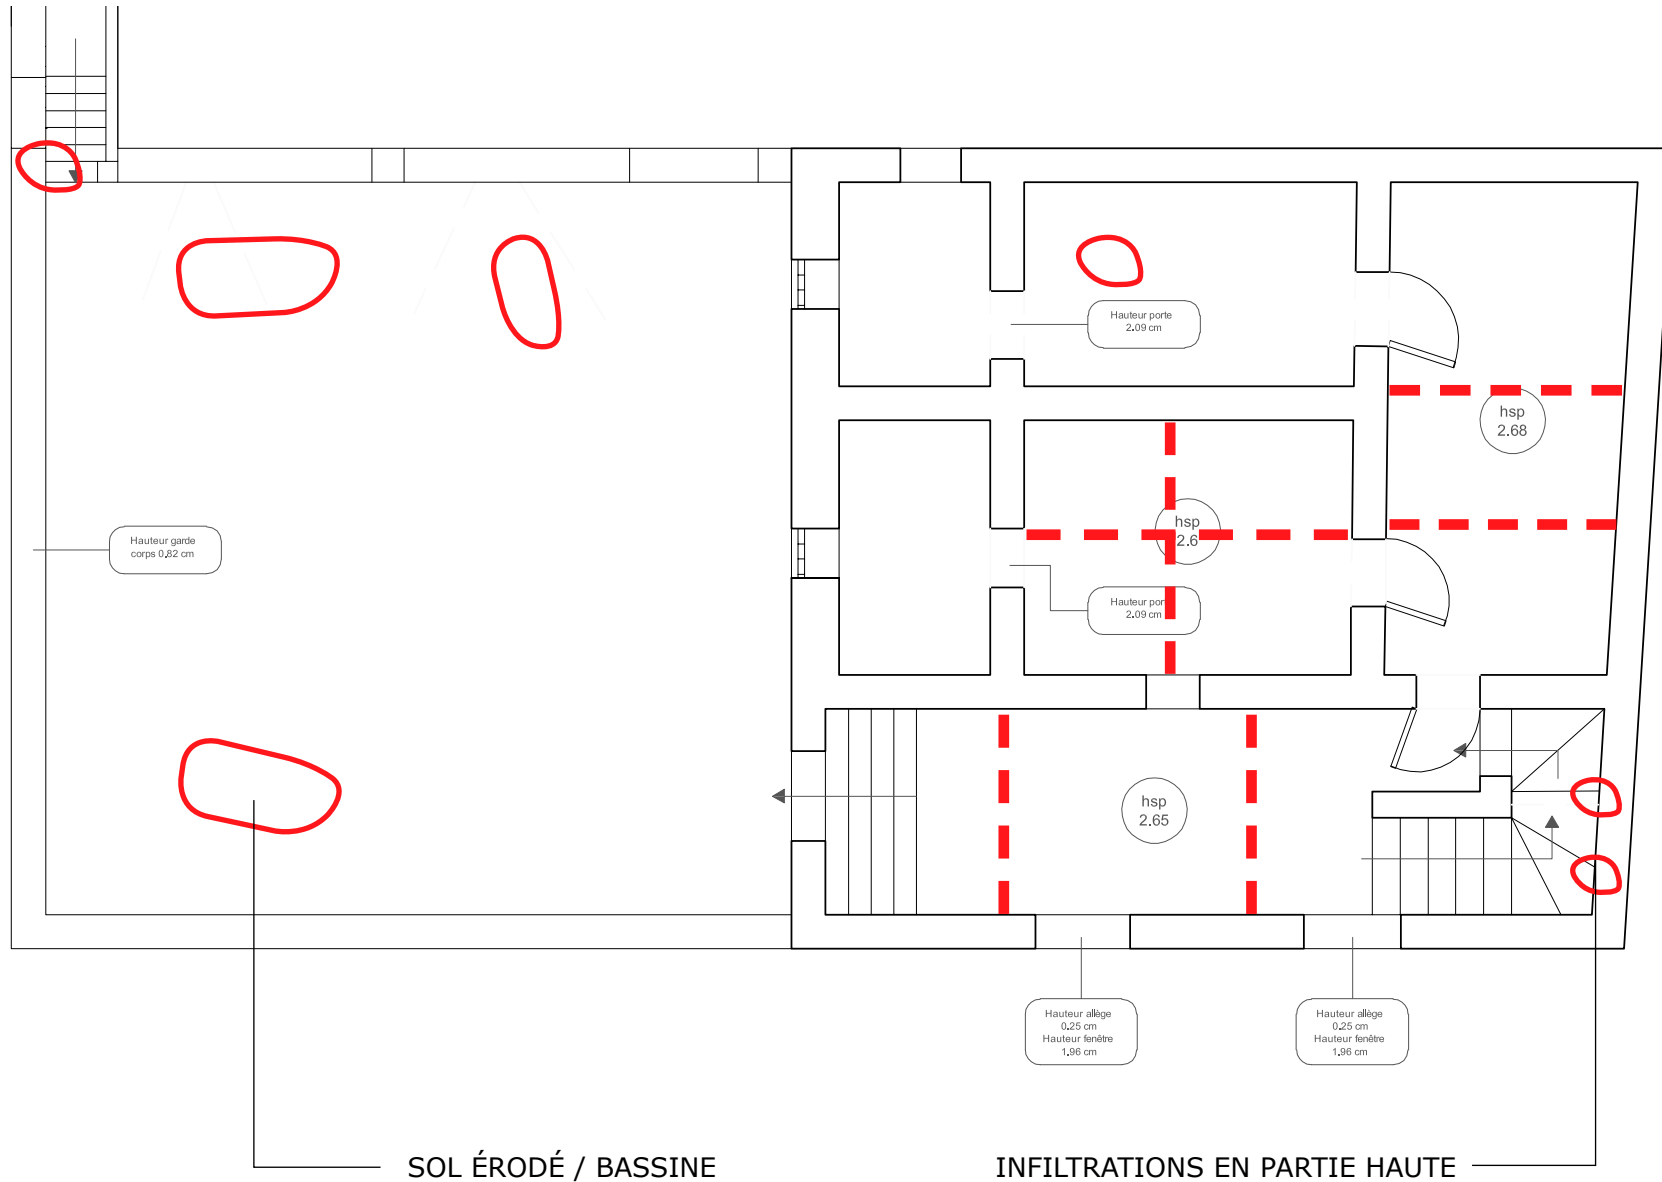 Hauteur porte
2.09 cm
hsp
2.68
hsp
2.6
Hauteur garde
corps 0.82 cm
Hauteur por
2.09 cm
hsp
2.65
Hauteur allège
0.25 cm
Hauteur fenêtre
1.96 cm
Hauteur allège
0.25 cm
Hauteur fenêtre
1.96 cm
SOL ÉRODÉ / BASSINE
INFILTRATIONS EN PARTIE HAUTE